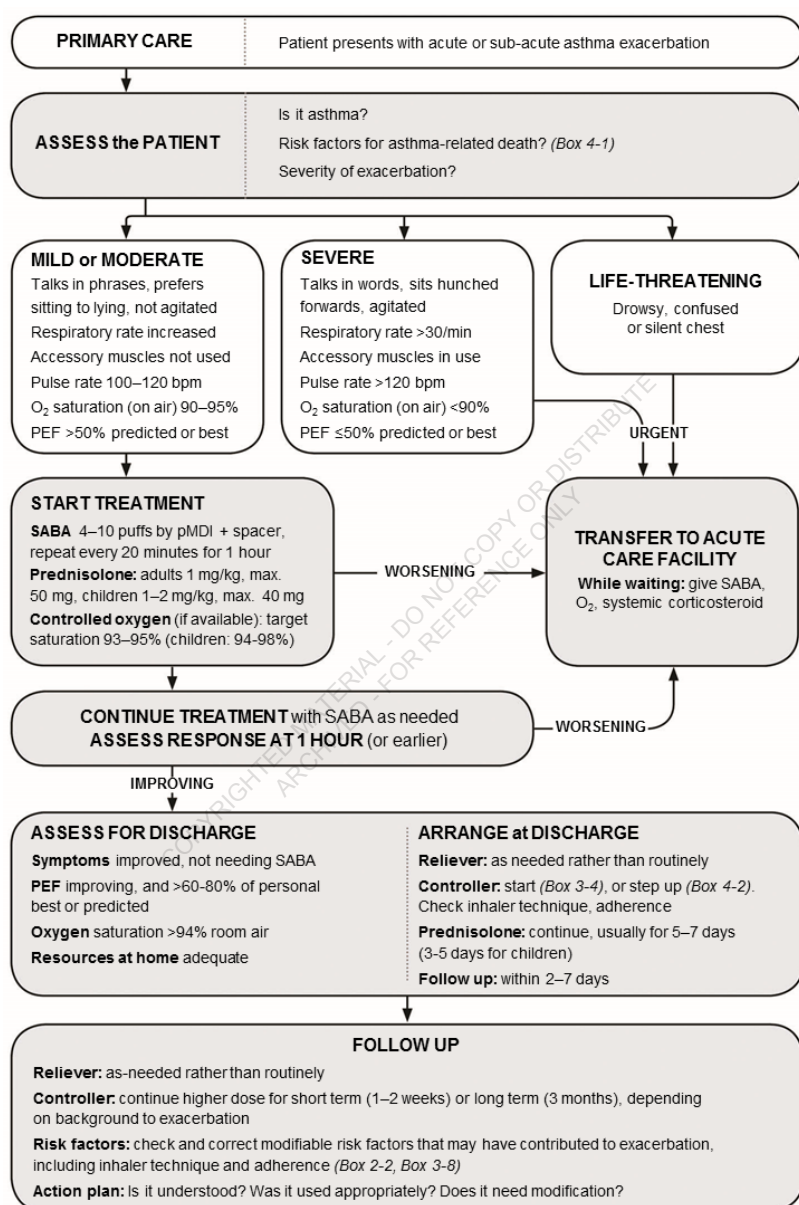 PRIMARY CARE
Patient presents with acute or sub-acute asthma exacerbation
ASSESS the PATIENT
Is it asthma?
Risk factors for asthma-related death? (Box 4-1)
Severity of exacerbation?
MILD or MODERATE
Talks in phrases, prefers
sitting to lying, not agitated
Respiratory rate increased
Accessory muscles not used
Pulse rate 100–120 bpm
O₂ saturation (on air) 90–95%
PEF >50% predicted or best
SEVERE
Talks in words, sits hunched
forwards, agitated
Respiratory rate >30/min
Accessory muscles in use
Pulse rate >120 bpm
O₂ saturation (on air) <90%
PEF ≤50% predicted or best
LIFE-THREATENING
Drowsy, confused
or silent chest
URGENT
START TREATMENT
SABA 4–10 puffs by pMDI + spacer,
repeat every 20 minutes for 1 hour
Prednisolone: adults 1 mg/kg, max.
50 mg, children 1–2 mg/kg, max. 40 mg
Controlled oxygen (if available): target
saturation 93–95% (children: 94-98%)
WORSENING
TRANSFER TO ACUTE
CARE FACILITY
While waiting: give SABA,
O₂, systemic corticosteroid
CONTINUE TREATMENT with SABA as needed
ASSESS RESPONSE AT 1 HOUR (or earlier)
WORSENING
IMPROVING
ASSESS FOR DISCHARGE
Symptoms improved, not needing SABA
PEF improving, and >60-80% of personal
best or predicted
Oxygen saturation >94% room air
Resources at home adequate
ARRANGE at DISCHARGE
Reliever: as needed rather than routinely
Controller: start (Box 3-4), or step up (Box 4-2).
Check inhaler technique, adherence
Prednisolone: continue, usually for 5–7 days
(3-5 days for children)
Follow up: within 2–7 days
FOLLOW UP
Reliever: as-needed rather than routinely
Controller: continue higher dose for short term (1–2 weeks) or long term (3 months), depending
on background to exacerbation
Risk factors: check and correct modifiable risk factors that may have contributed to exacerbation,
including inhaler technique and adherence (Box 2-2, Box 3-8)
Action plan: Is it understood? Was it used appropriately? Does it need modification?
COPYRIGHTED MATERIAL - DO NOT COPY OR DISTRIBUTE
ARCHIVED - FOR REFERENCE ONLY